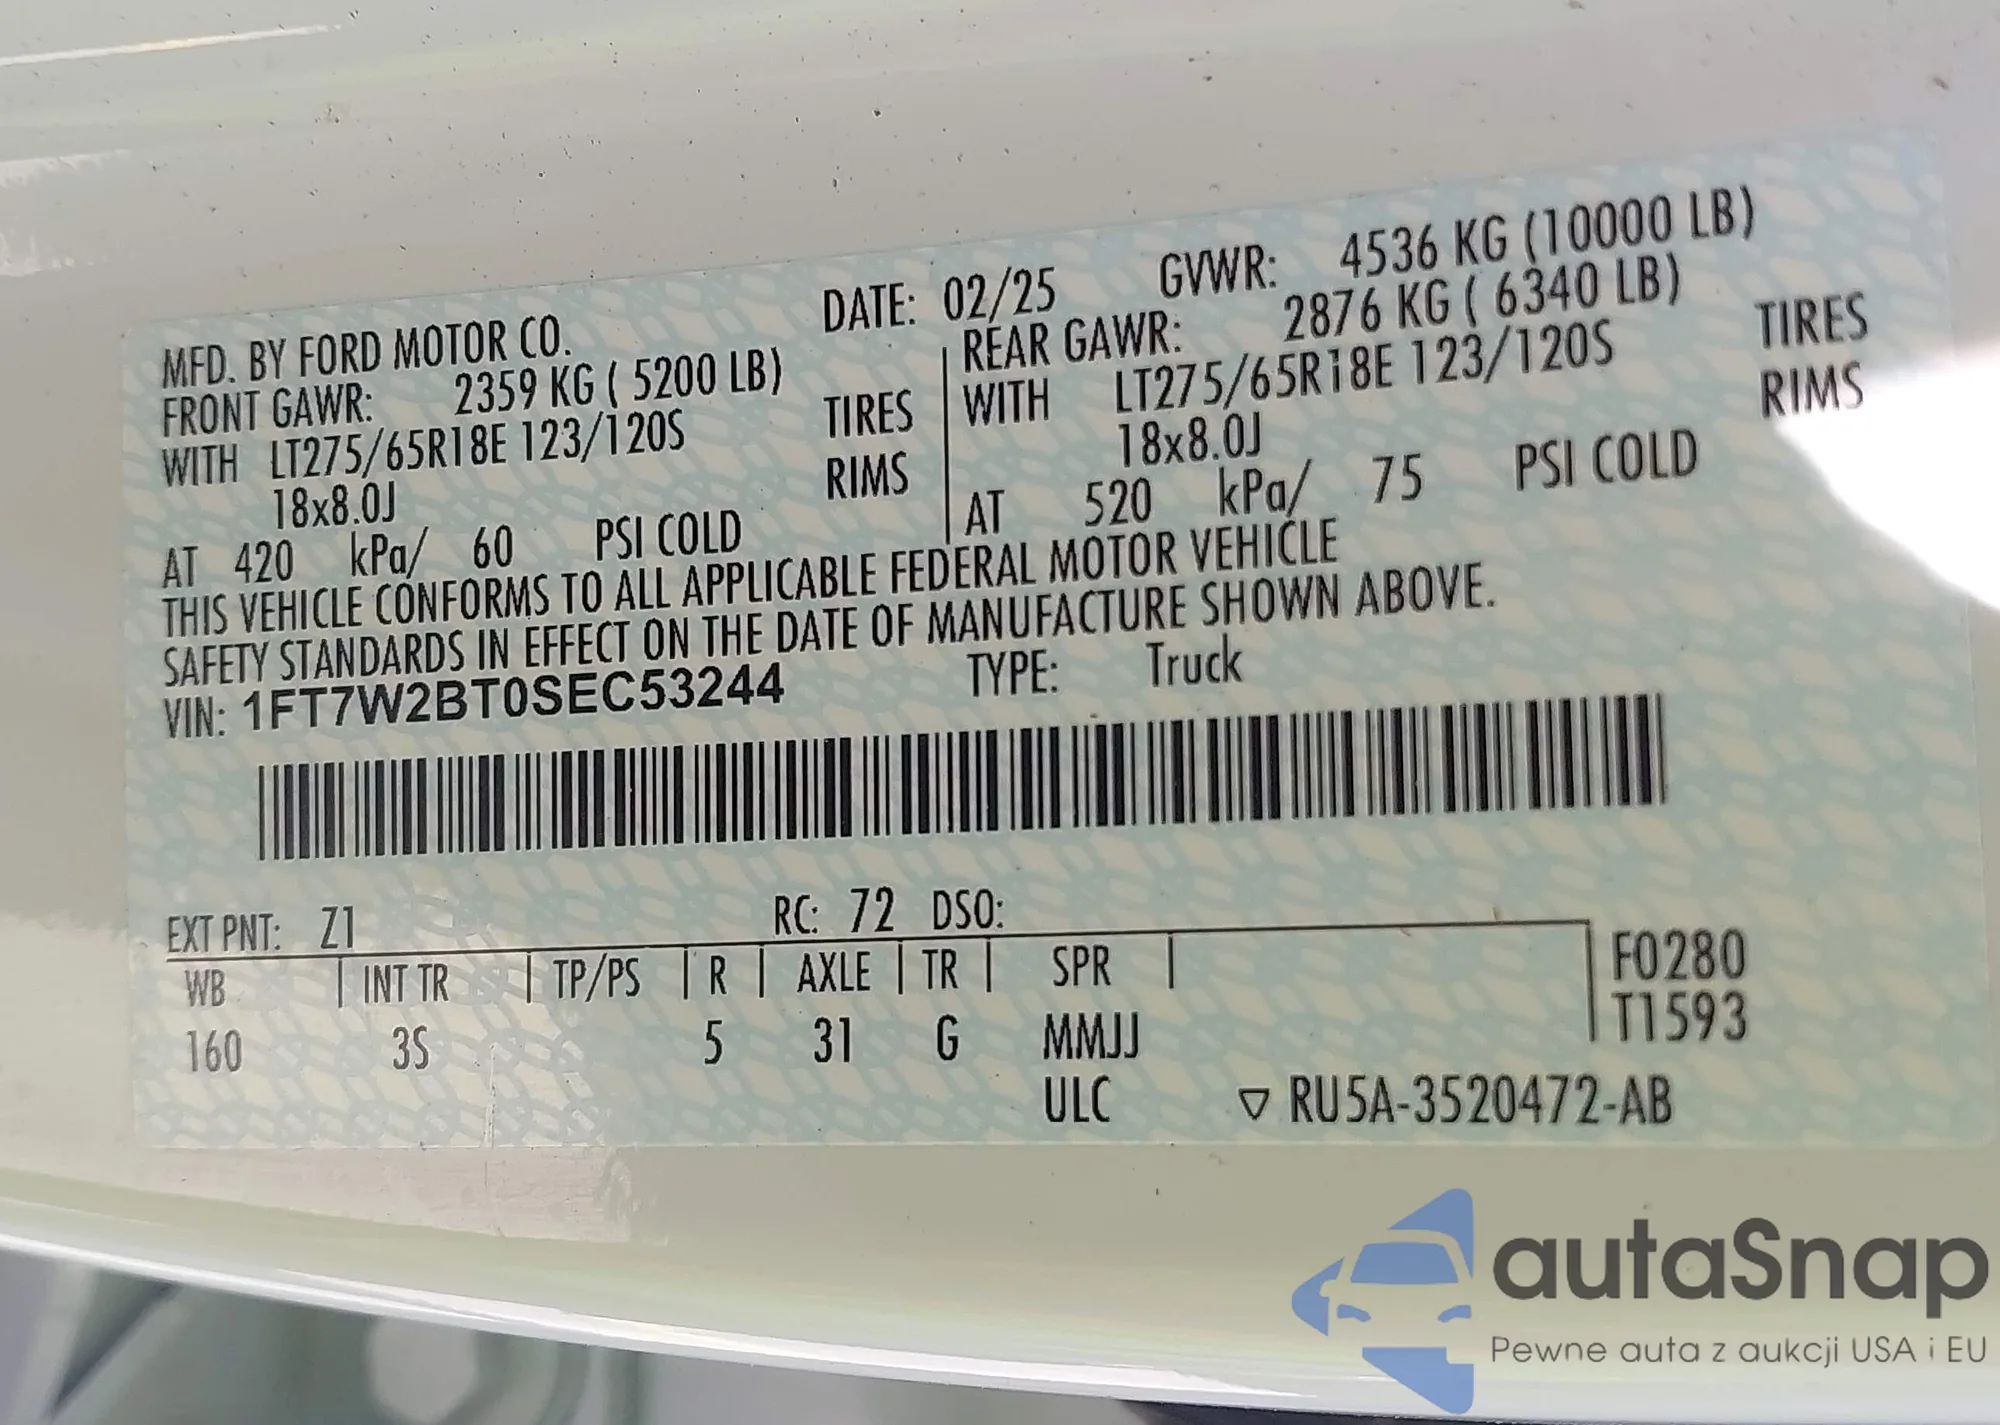 MFD. BY FORD MOTOR CO. DATE: 02/25 GVWR: 4536 KG (10000 LB)
FRONT GAWR: 2359 KG ( 5200 LB) REAR GAWR: 2876 KG ( 6340 LB)
WITH LT275/65R18E 123/120S TIRES WITH LT275/65R18E 123/120S TIRES
18x8.0J RIMS 18x8.0J RIMS
AT 420 kPa/ 60 PSI COLD AT 520 kPa/ 75 PSI COLD
THIS VEHICLE CONFORMS TO ALL APPLICABLE FEDERAL MOTOR VEHICLE
SAFETY STANDARDS IN EFFECT ON THE DATE OF MANUFACTURE SHOWN ABOVE.
VIN: 1FT7W2BT0SEC53244 TYPE: Truck
EXT PNT: Z1 RC: 72 DSO:
WB INT TR TP/PS R AXLE TR SPR F0280
160 3S 5 31 G MMJJ T1593
ULC ▽ RU5A-3520472-AB
autaSnap
Pewne auta z aukcji USA i EU